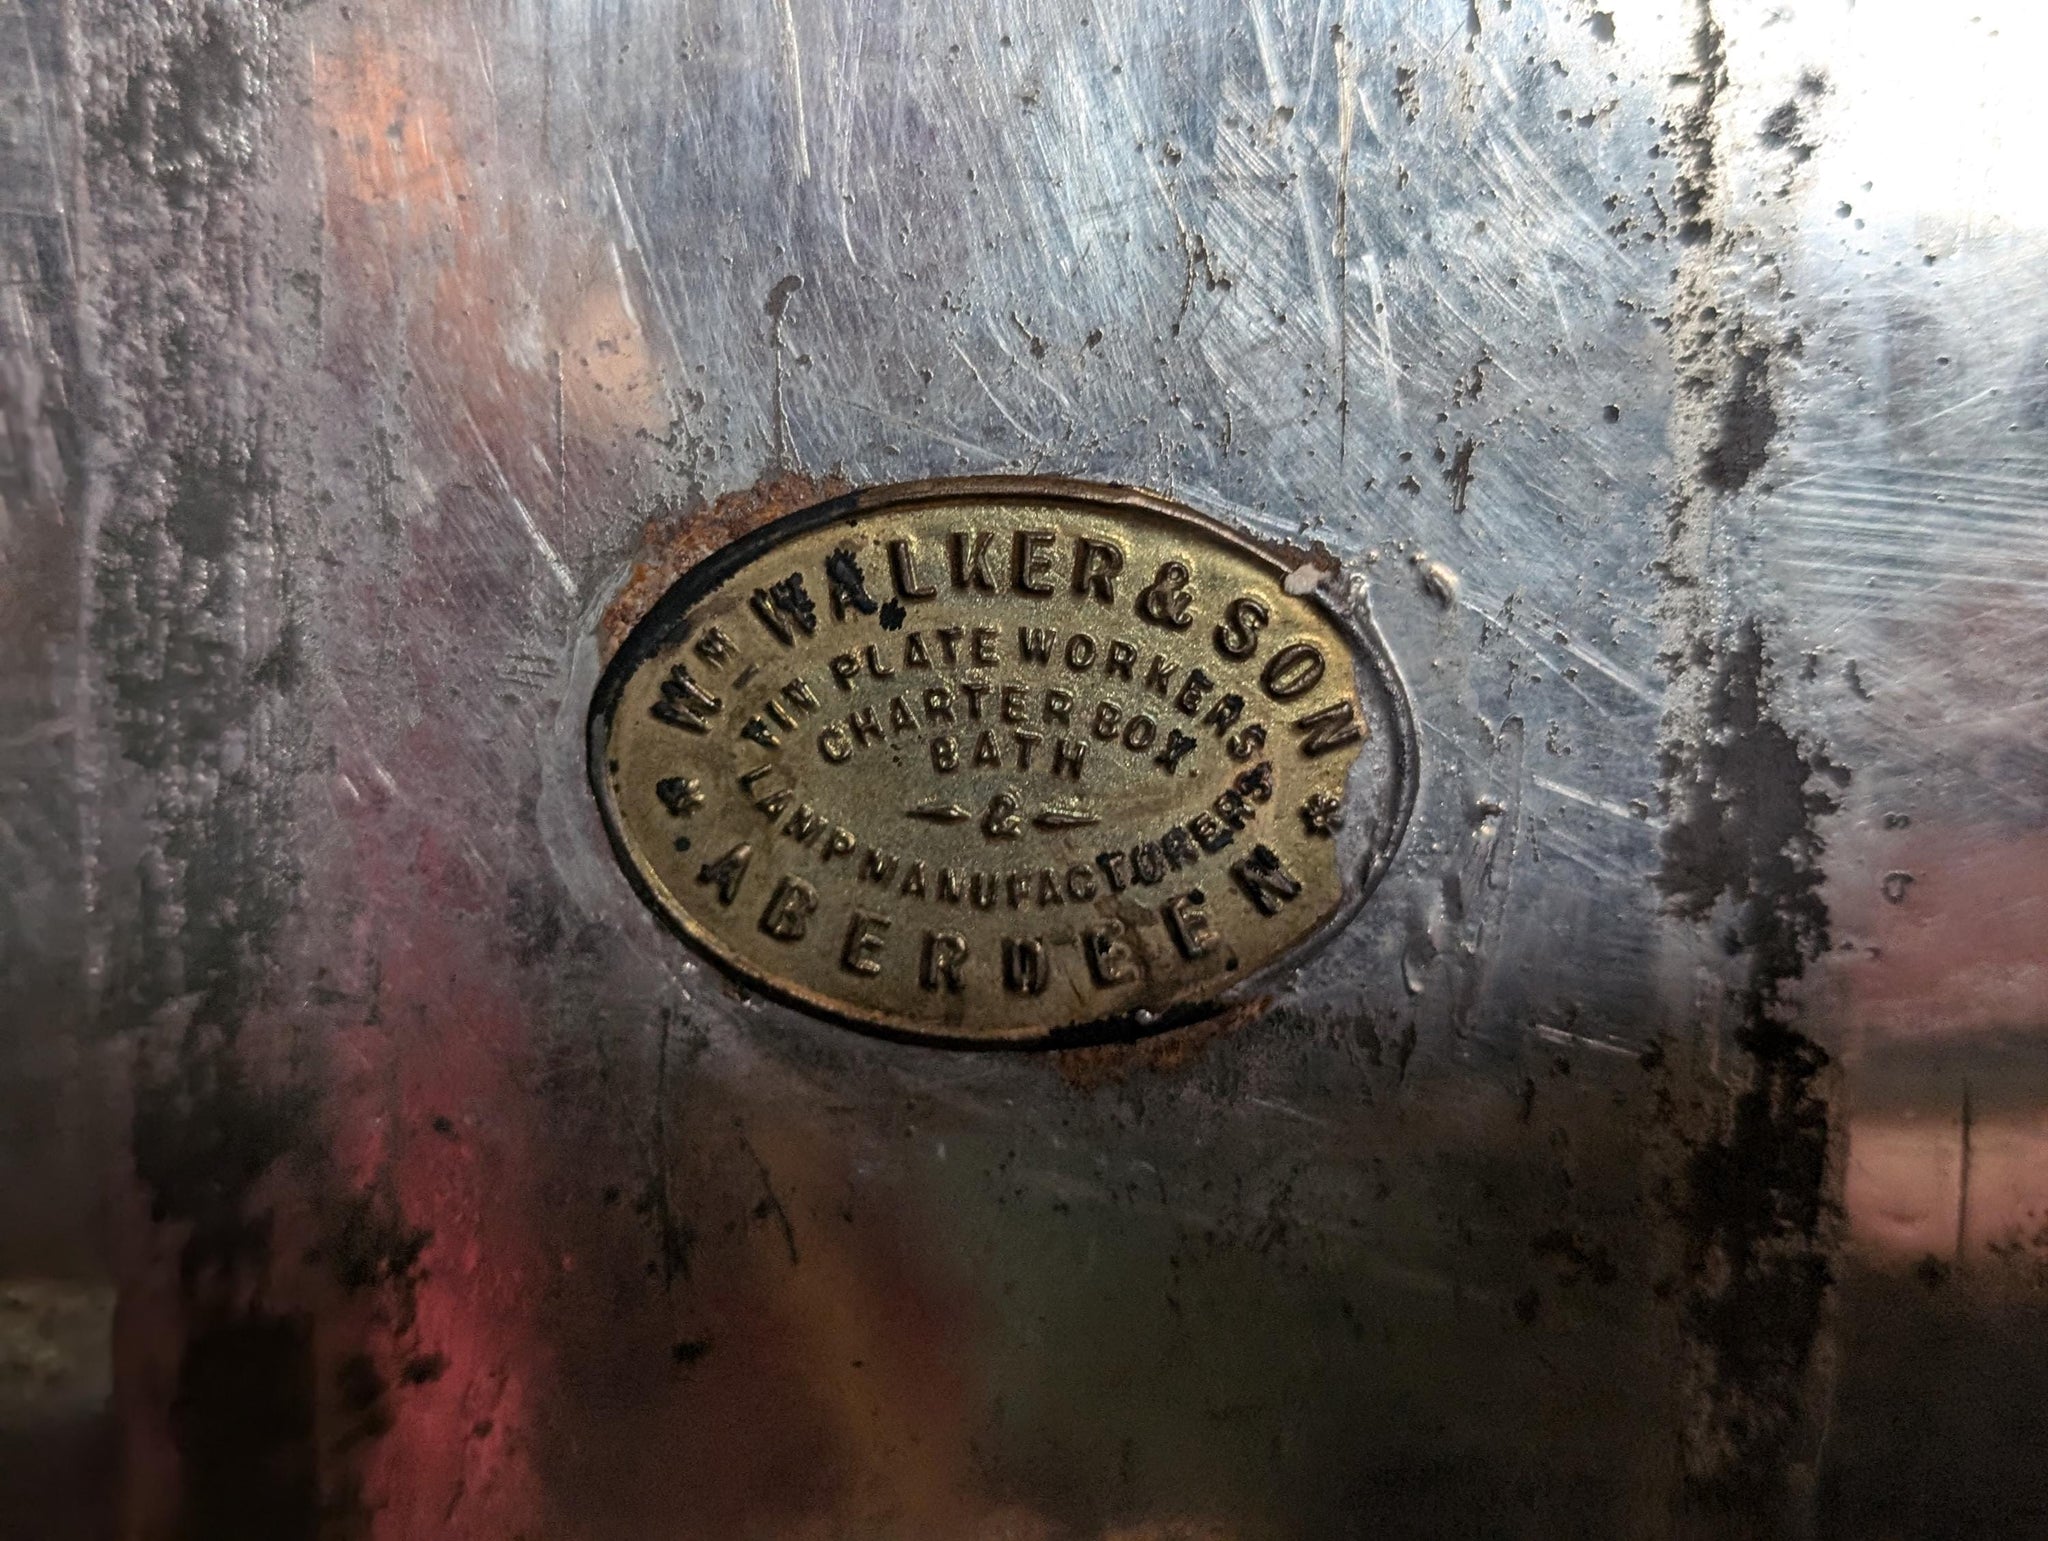 Wm WALKER & SON
TIN PLATE WORKERS
CHARTER BOX
BATH
&
LAMP MANUFACTURERS
ABERDEEN